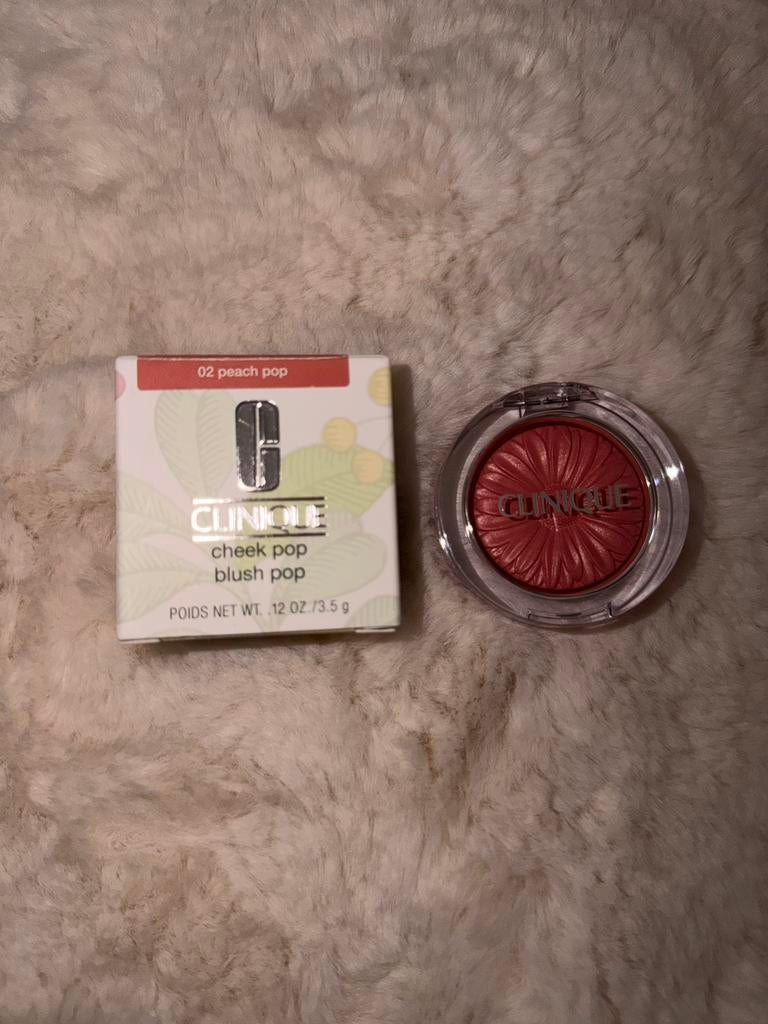 02 peach pop
CLINIQUE
cheek pop
blush pop
POIDS NET WT. .12 OZ./3.5 g
CLINIQUE